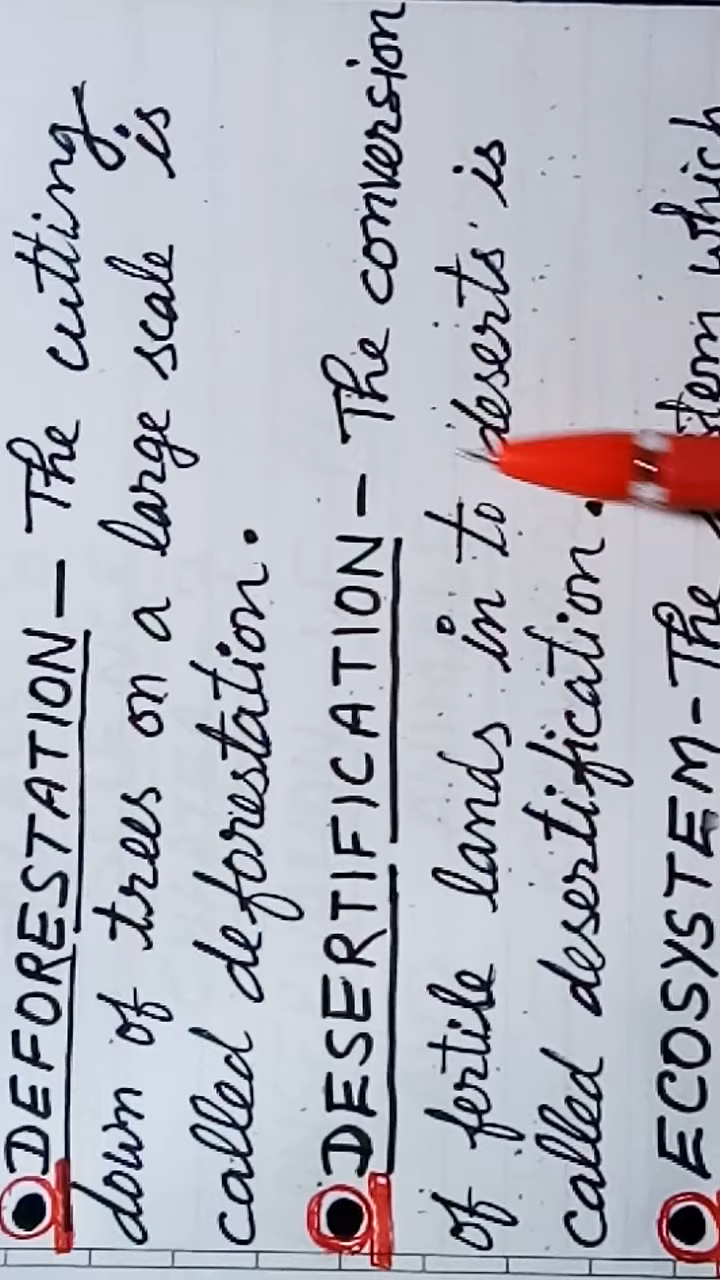 DEFORESTATION - The cutting
down of trees on a large scale is
called deforestation.
DESERTIFICATION - The conversion
of fertile lands in to deserts is
called desertification.
ECOSYSTEM - The which